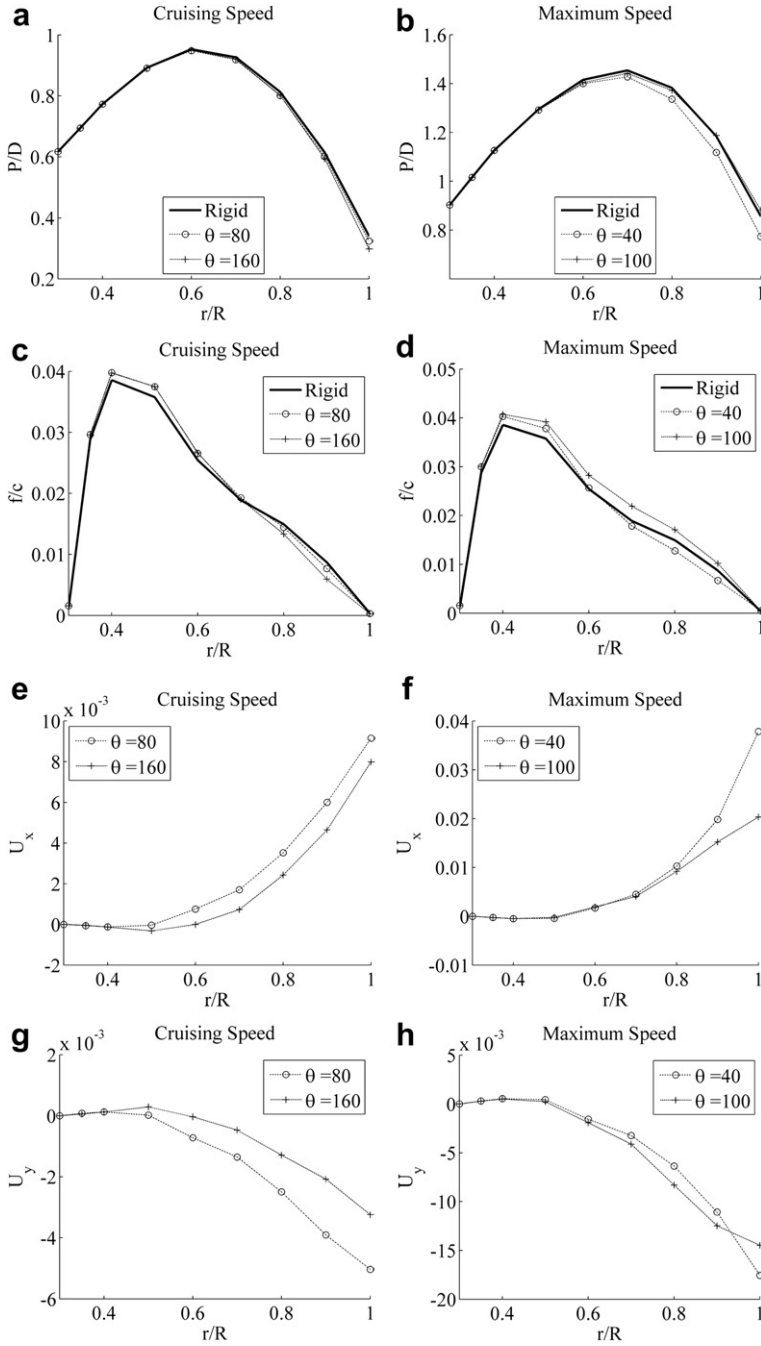 a
Cruising Speed
P/D
1
0.8
0.6
0.4
0.2
Rigid
θ =80
θ =160
0.4
0.6
0.8
1
r/R
b
Maximum Speed
P/D
1.6
1.4
1.2
1
0.8
Rigid
θ =40
θ =100
0.4
0.6
0.8
1
r/R
c
Cruising Speed
f/c
0.04
0.03
0.02
0.01
0
Rigid
θ =80
θ =160
0.4
0.6
0.8
1
r/R
d
Maximum Speed
f/c
0.05
0.04
0.03
0.02
0.01
0
Rigid
θ =40
θ =100
0.4
0.6
0.8
1
r/R
e
x 10⁻³
Cruising Speed
Uₓ
10
8
6
4
2
0
-2
θ =80
θ =160
0.4
0.6
0.8
1
r/R
f
Maximum Speed
Uₓ
0.04
0.03
0.02
0.01
0
-0.01
θ =40
θ =100
0.4
0.6
0.8
1
r/R
g
x 10⁻³
Cruising Speed
U_y
2
0
-2
-4
-6
θ =80
θ =160
0.4
0.6
0.8
1
r/R
h
x 10⁻³
Maximum Speed
U_y
5
0
-5
-10
-15
-20
θ =40
θ =100
0.4
0.6
0.8
1
r/R